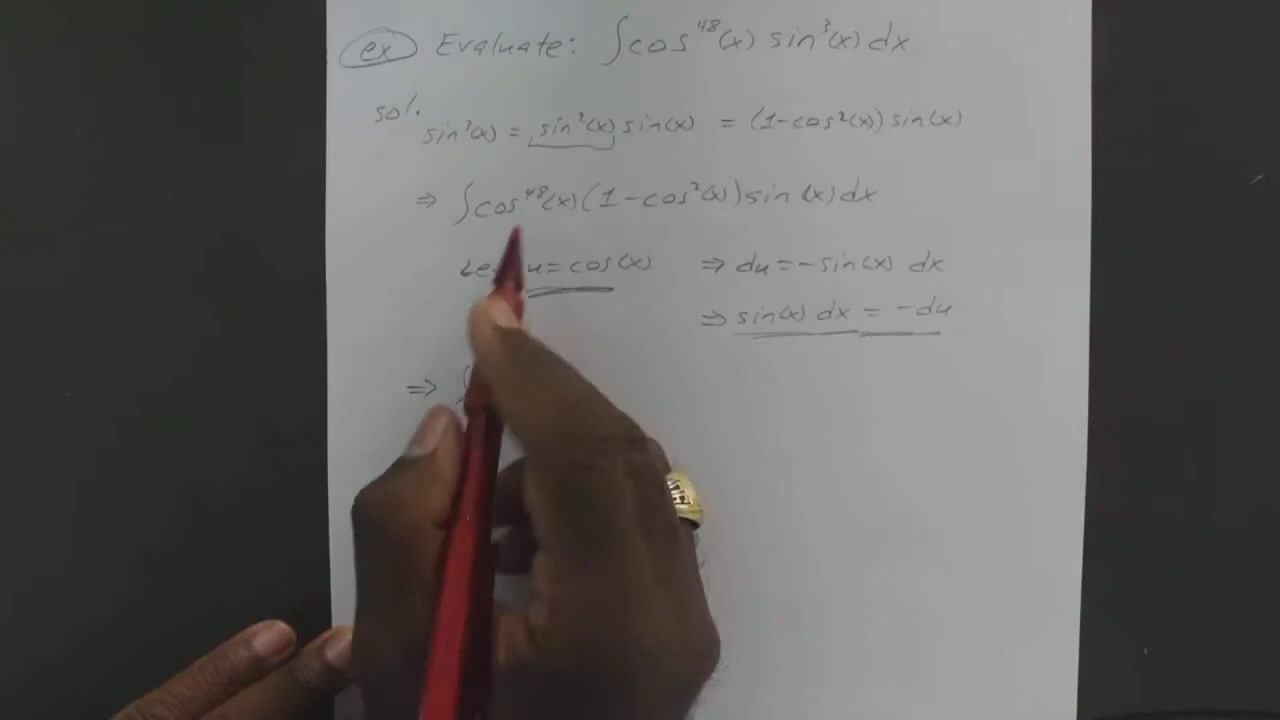 ex Evaluate: ∫cos⁴⁸(x) sin³(x) dx
sol.
sin³(x) = sin²(x) sin(x) = (1-cos²(x)) sin(x)
⇒ ∫cos⁴⁸(x)(1-cos²(x)) sin(x) dx
u = cos(x) ⇒ du = -sin(x) dx
⇒ sin(x) dx = -du
⇒ ∫